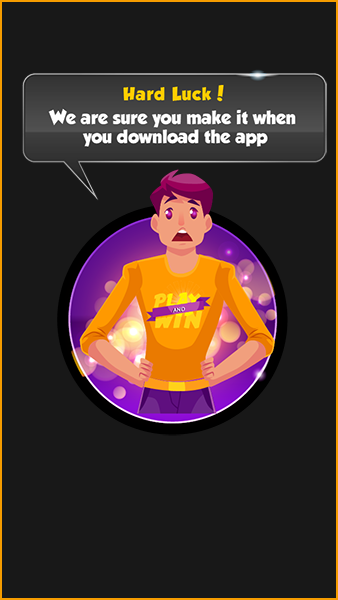 Hard Luck !
We are sure you make it when
you download the app
PLAY
AND
WIN